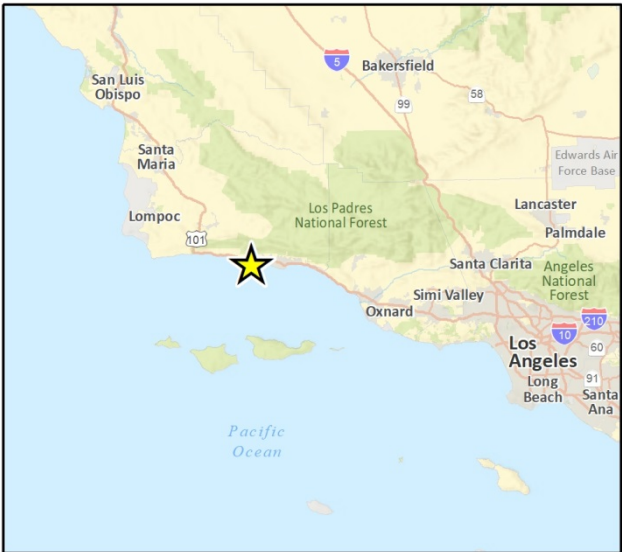 5
Bakersfield
San Luis
Obispo
99
58
Santa
Maria
Edwards Air
Force Base
Los Padres
National Forest
Lancaster
Lompoc
101
Palmdale
Santa Clarita
Angeles
National
Forest
Simi Valley
Oxnard
210
10
Los
Angeles
60
Long
Beach
91
Santa
Ana
Pacific
Ocean